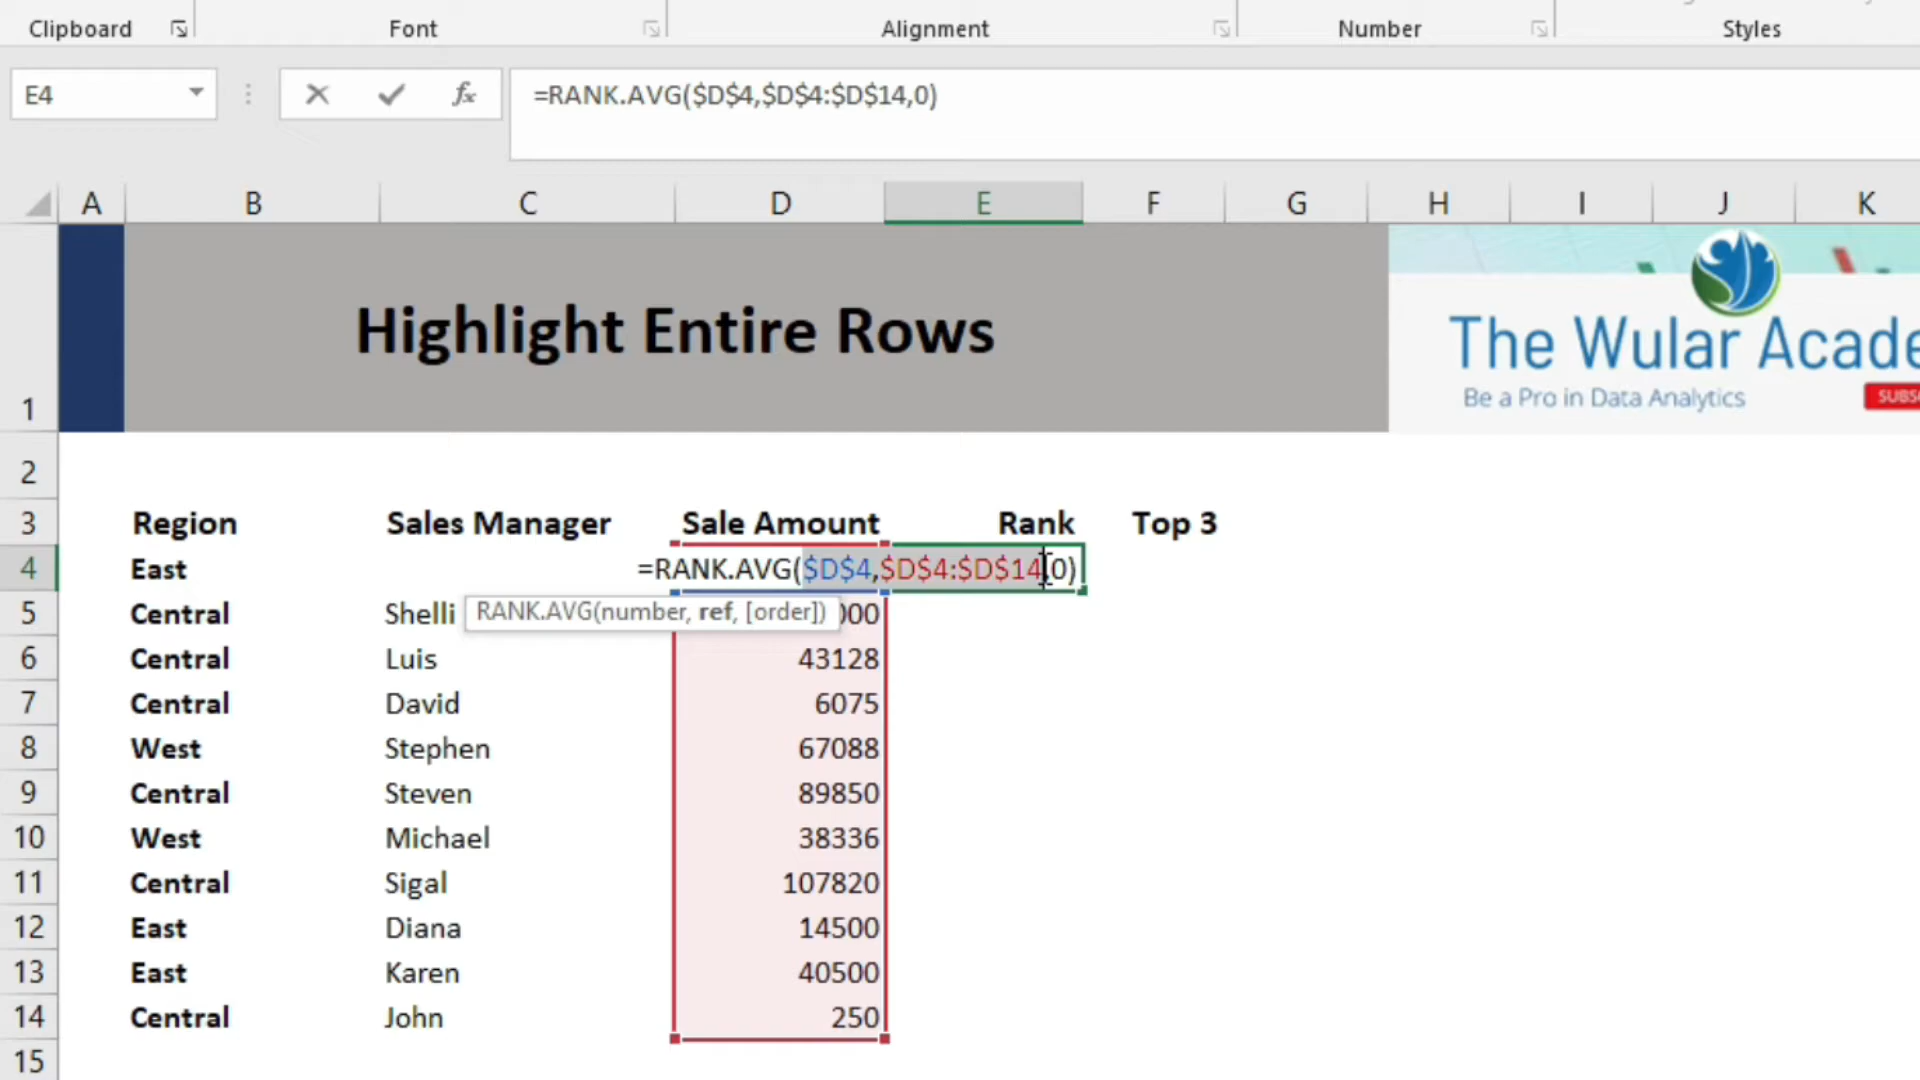 Clipboard Font Alignment Number Styles
E4 fx =RANK.AVG($D$4,$D$4:$D$14,0)
A B C D E F G H I J K
1 Highlight Entire Rows
The Wular Acade
Be a Pro in Data Analytics
SUBS
2
3 Region Sales Manager Sale Amount Rank Top 3
4 East =RANK.AVG($D$4,$D$4:$D$14,0)
5 Central Shelli RANK.AVG(number, ref, [order]) 000
6 Central Luis 43128
7 Central David 6075
8 West Stephen 67088
9 Central Steven 89850
10 West Michael 38336
11 Central Sigal 107820
12 East Diana 14500
13 East Karen 40500
14 Central John 250
15